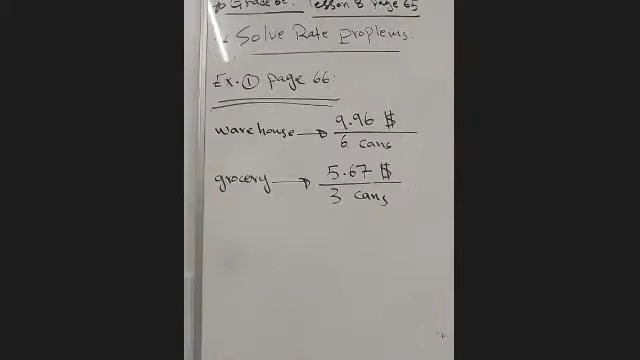 Grade 6c: lesson 8 page 65
Solve Rate Proplems:
Ex. ① page 66:
warehouse → 9.96 $
6 cans
grocery → 5.67 $
3 cans